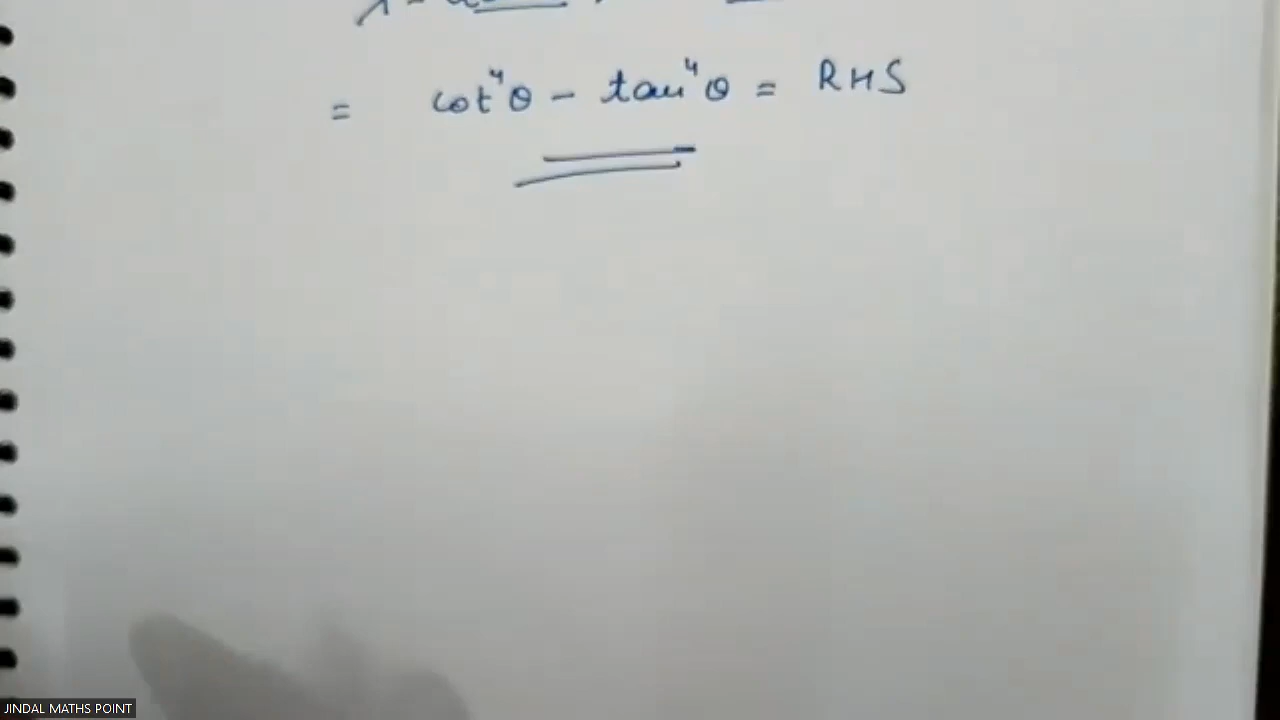 = cot⁴θ - tan⁴θ = RHS
JINDAL MATHS POINT